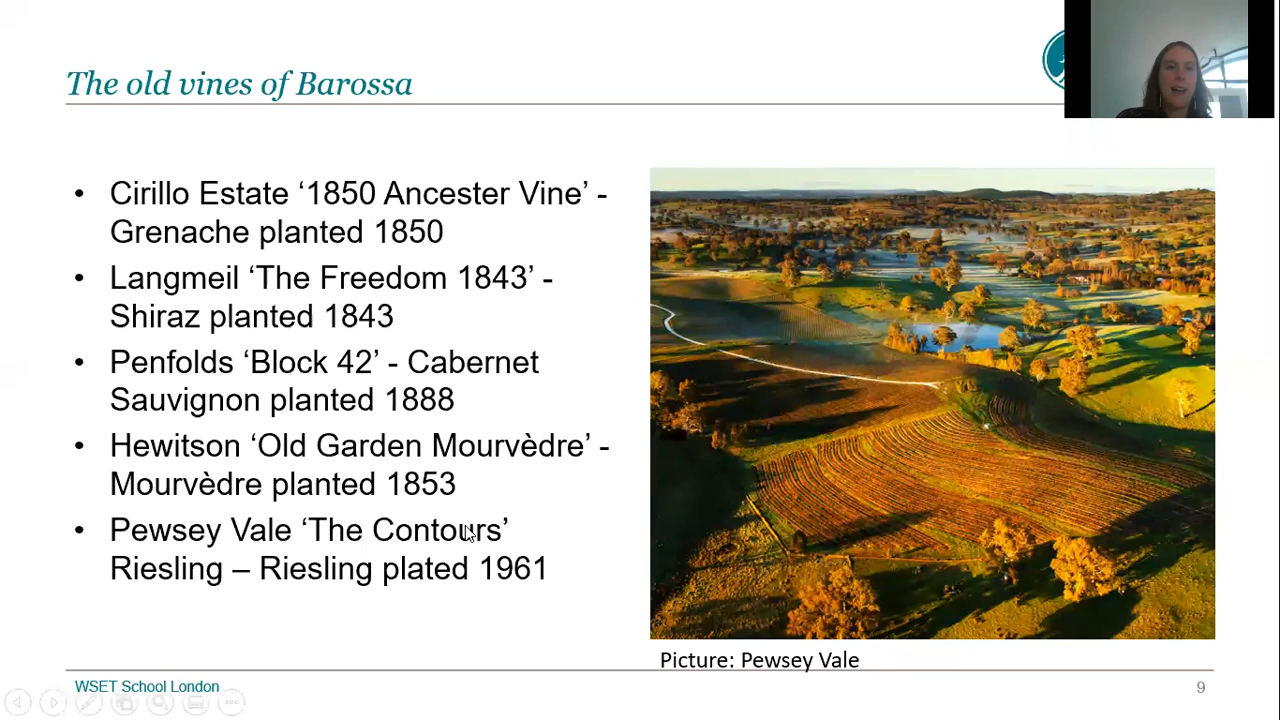 The old vines of Barossa
• Cirillo Estate ‘1850 Ancester Vine’ -
Grenache planted 1850
• Langmeil ‘The Freedom 1843’ -
Shiraz planted 1843
• Penfolds ‘Block 42’ - Cabernet
Sauvignon planted 1888
• Hewitson ‘Old Garden Mourvèdre’ -
Mourvèdre planted 1853
• Pewsey Vale ‘The Contours’
Riesling – Riesling plated 1961
Picture: Pewsey Vale
WSET School London
9